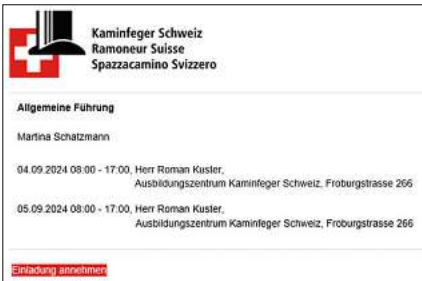 Kaminfeger Schweiz
Ramoneur Suisse
Spazzacamino Svizzero
Allgemeine Führung
Martina Schatzmann
04.09.2024 08:00 - 17:00, Herr Roman Kuster,
Ausbildungszentrum Kaminfeger Schweiz, Froburgstrasse 266
05.09.2024 08:00 - 17:00, Herr Roman Kuster,
Ausbildungszentrum Kaminfeger Schweiz, Froburgstrasse 266
Einladung annehmen